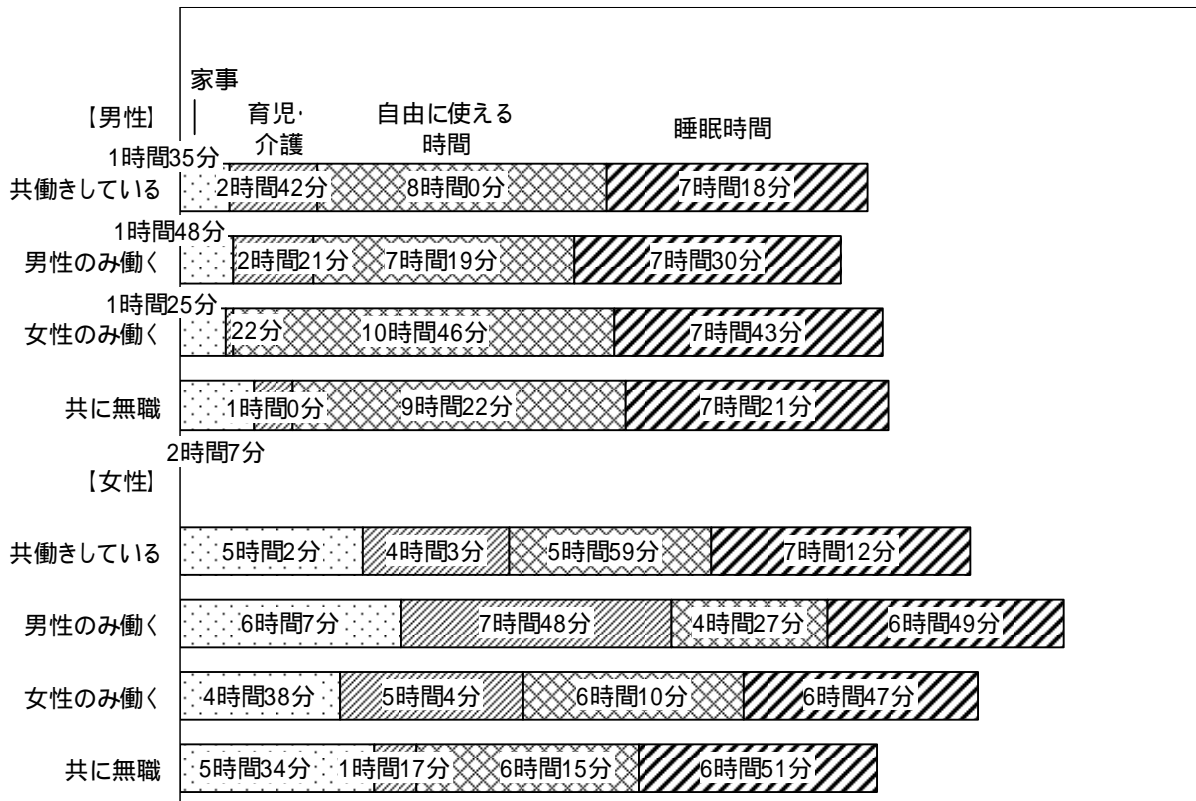 家事
【男性】
育児・
介護
自由に使える
時間
睡眠時間
1時間35分
共働きしている
2時間42分
8時間0分
7時間18分
1時間48分
男性のみ働く
2時間21分
7時間19分
7時間30分
1時間25分
女性のみ働く
22分
10時間46分
7時間43分
共に無職
1時間0分
9時間22分
7時間21分
2時間7分
【女性】
共働きしている
5時間2分
4時間3分
5時間59分
7時間12分
男性のみ働く
6時間7分
7時間48分
4時間27分
6時間49分
女性のみ働く
4時間38分
5時間4分
6時間10分
6時間47分
共に無職
5時間34分
1時間17分
6時間15分
6時間51分